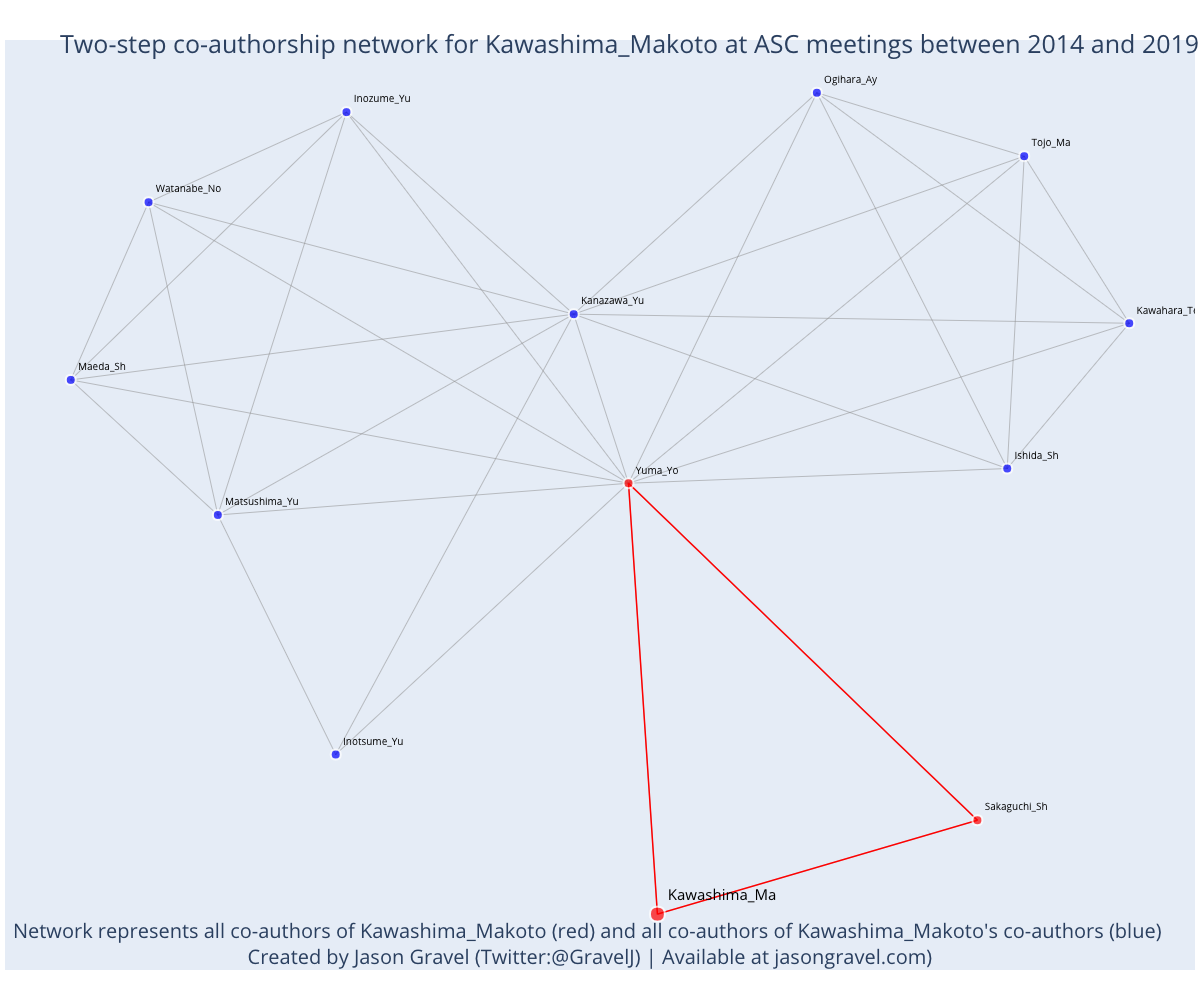 Two-step co-authorship network for Kawashima_Makoto at ASC meetings between 2014 and 2019
Ogihara_Ay
Inozume_Yu
Tojo_Ma
Watanabe_No
Kanazawa_Yu
Kawahara_Te
Maeda_Sh
Ishida_Sh
Yuma_Yo
Matsushima_Yu
Inotsume_Yu
Sakaguchi_Sh
Kawashima_Ma
Network represents all co-authors of Kawashima_Makoto (red) and all co-authors of Kawashima_Makoto's co-authors (blue)
Created by Jason Gravel (Twitter:@GravelJ) | Available at jasongravel.com)